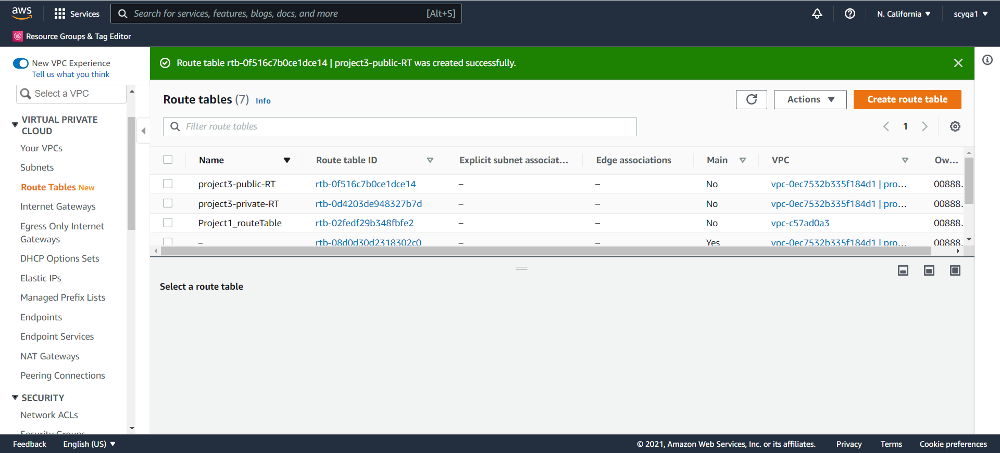 aws
Services
Search for services, features, blogs, docs, and more [Alt+S]
N. California
scyqa1
Resource Groups & Tag Editor
New VPC Experience
Tell us what you think
Select a VPC
VIRTUAL PRIVATE
CLOUD
Your VPCs
Subnets
Route Tables New
Internet Gateways
Egress Only Internet
Gateways
DHCP Options Sets
Elastic IPs
Managed Prefix Lists
Endpoints
Endpoint Services
NAT Gateways
Peering Connections
SECURITY
Network ACLs
Security Groups
Route table rtb-0f516c7b0ce1dce14 | project3-public-RT was created successfully.
Route tables (7) Info
Actions
Create route table
Filter route tables
1
Name Route table ID Explicit subnet associat... Edge associations Main VPC Ow...
project3-public-RT rtb-0f516c7b0ce1dce14 – – No vpc-0ec7532b335f184d1 | pro... 00888.
project3-private-RT rtb-0d4203de948327b7d – – No vpc-0ec7532b335f184d1 | pro... 00888.
Project1_routeTable rtb-02fedf29b348fbfe2 – – No vpc-c57ad0a3 00888.
– rtb-08d0d30d2318302c0 – – Yes vpc-0ec7532b335f184d1 | pro... 00888.
Select a route table
Feedback English (US) © 2021, Amazon Web Services, Inc. or its affiliates. Privacy Terms Cookie preferences